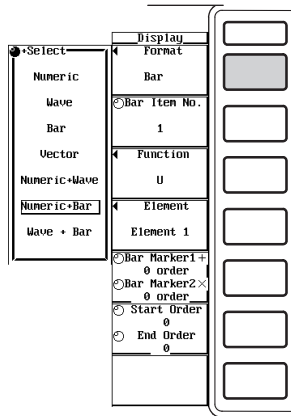 Display
+Select
Numeric
Wave
Bar
Vector
Numeric+Wave
Numeric+Bar
Wave + Bar
Format
Bar
Bar Item No.
1
Function
U
Element
Element 1
Bar Marker1+
0 order
Bar Marker2×
0 order
Start Order
0
End Order
0